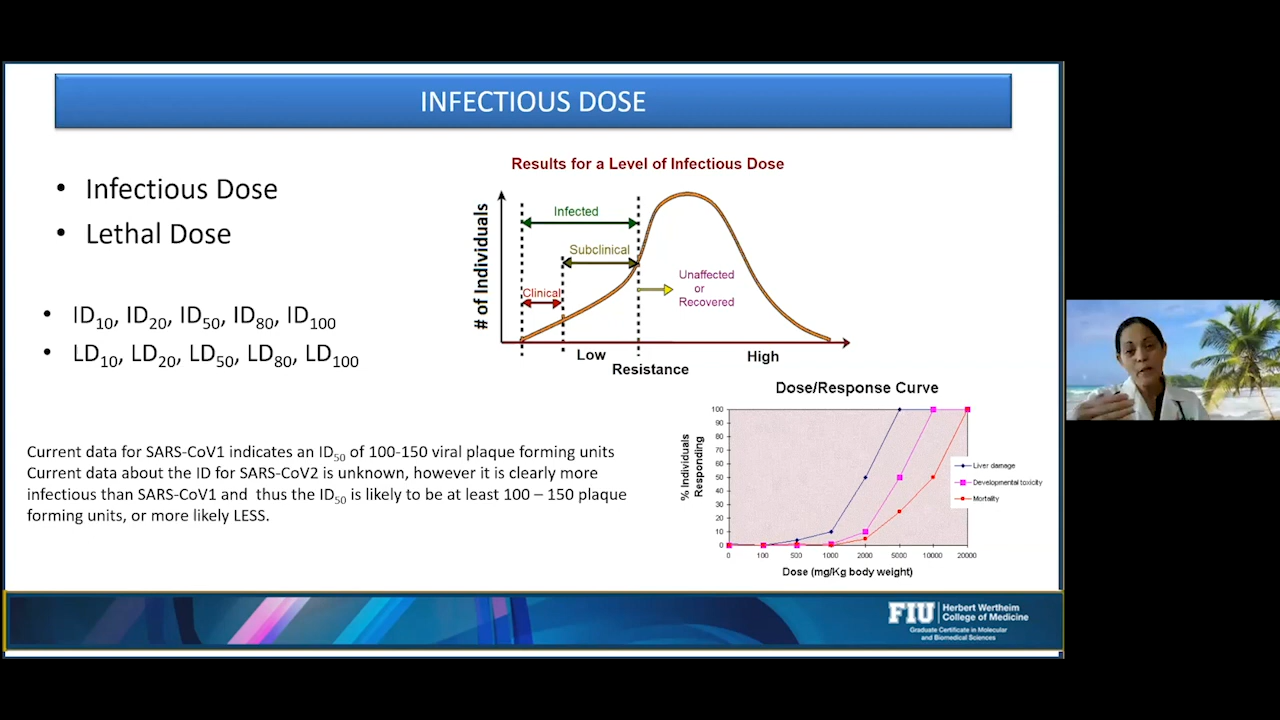 INFECTIOUS DOSE
• Infectious Dose
• Lethal Dose
• ID10, ID20, ID50, ID80, ID100
• LD10, LD20, LD50, LD80, LD100
Current data for SARS-CoV1 indicates an ID50 of 100-150 viral plaque forming units
Current data about the ID for SARS-CoV2 is unknown, however it is clearly more
infectious than SARS-CoV1 and thus the ID50 is likely to be at least 100 – 150 plaque
forming units, or more likely LESS.
Results for a Level of Infectious Dose
# of Individuals
Infected
Subclinical
Clinical
Unaffected
or
Recovered
Low
High
Resistance
Dose/Response Curve
% Individuals
Responding
100
90
80
70
60
50
40
30
20
10
0
0 100 500 1000 2000 5000 10000 20000
Dose (mg/Kg body weight)
Liver damage
Developmental toxicity
Mortality
FIU
Herbert Wertheim
College of Medicine
Graduate Certificate in Molecular
and Biomedical Sciences